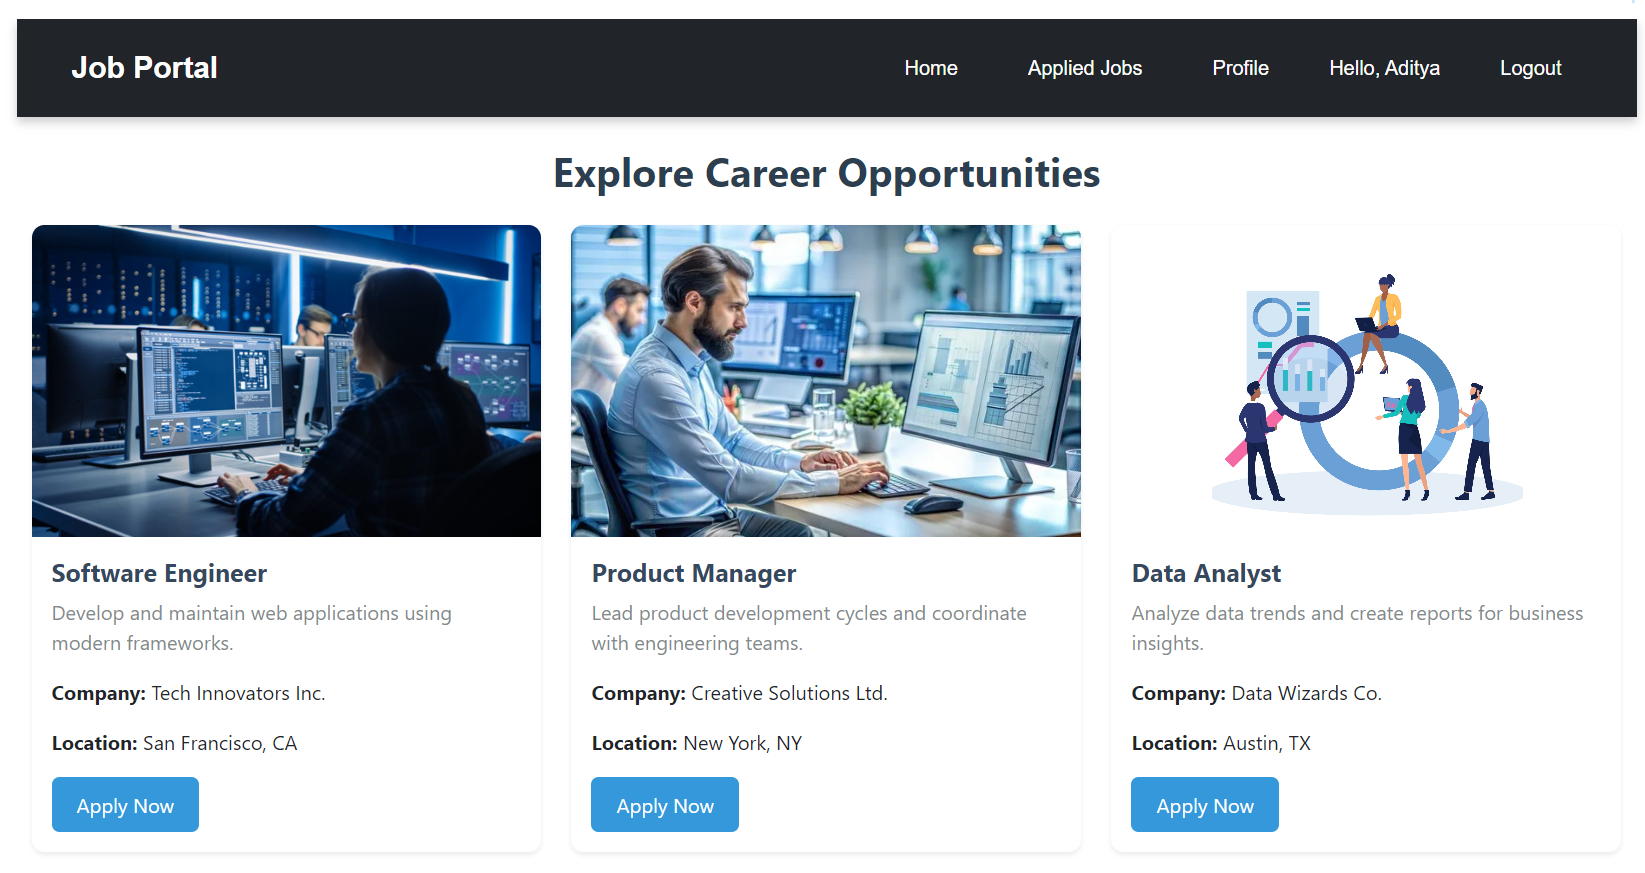 Job Portal
Home Applied Jobs Profile Hello, Aditya Logout
Explore Career Opportunities
Software Engineer
Develop and maintain web applications using
modern frameworks.
Company: Tech Innovators Inc.
Location: San Francisco, CA
Apply Now
Product Manager
Lead product development cycles and coordinate
with engineering teams.
Company: Creative Solutions Ltd.
Location: New York, NY
Apply Now
Data Analyst
Analyze data trends and create reports for business
insights.
Company: Data Wizards Co.
Location: Austin, TX
Apply Now